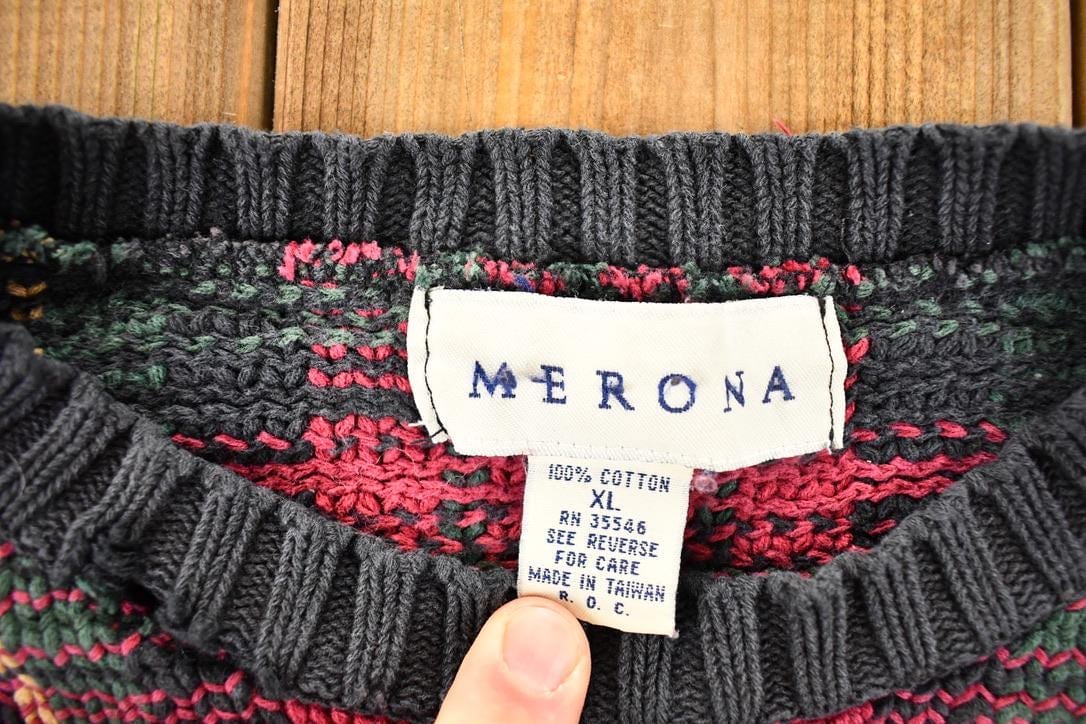 MERONA
100% COTTON
XL
RN 35546
SEE REVERSE
FOR CARE
MADE IN TAIWAN
R. O. C.